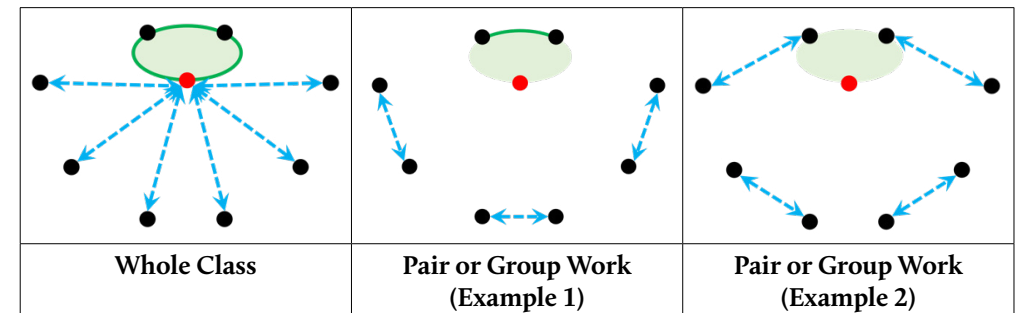 Whole Class
Pair or Group Work
(Example 1)
Pair or Group Work
(Example 2)